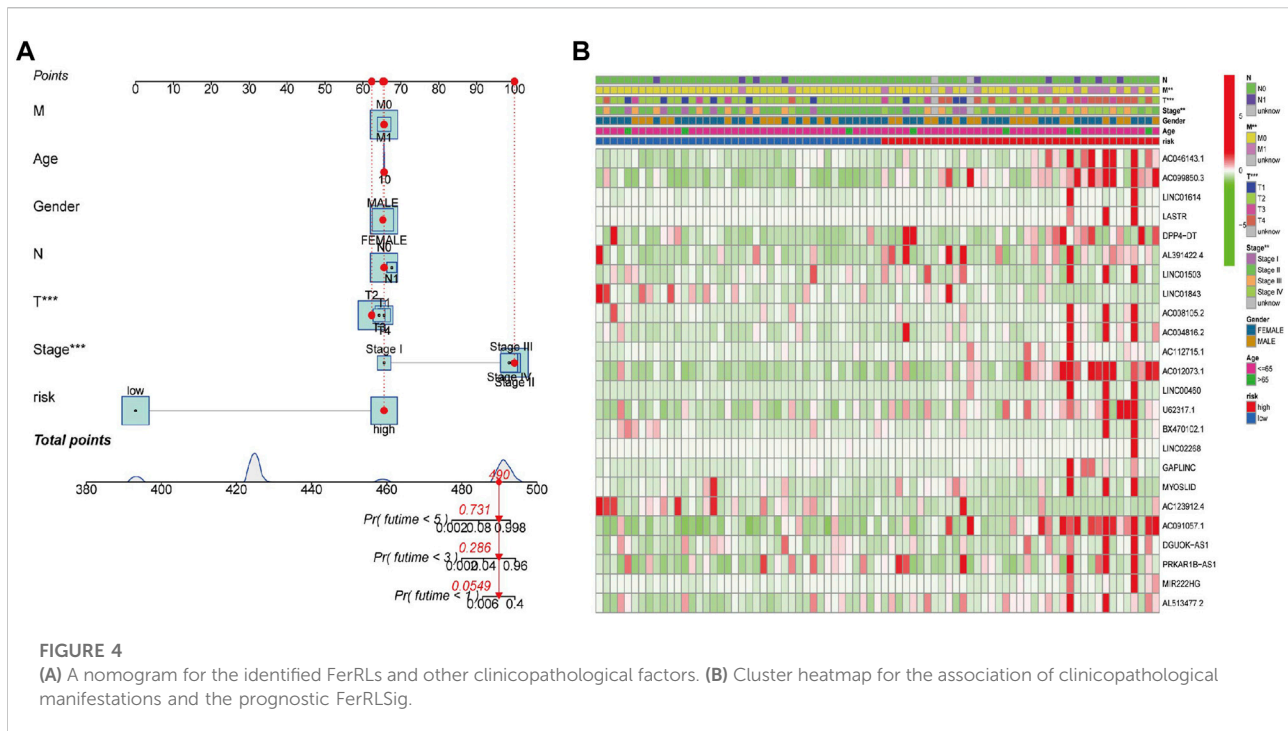 A
Points
0 10 20 30 40 50 60 70 80 90 100
M
M0
M1
Age
10
Gender
MALE
FEMALE
N
N0
N1
T***
T2
T1
T3
T4
Stage***
Stage I
Stage III
Stage IV
Stage II
risk
low
high
Total points
490
380 400 420 440 460 480 500
0.731
Pr( futime < 5 )
0.002 0.08 0.998
0.286
Pr( futime < 3 )
0.04 0.96
0.0549
Pr( futime < 1 )
0.006 0.4
B
N
M**
T***
Stage**
Gender
Age
risk
AC046143.1
AC099850.3
LINC01614
LASTR
DPP4-DT
AL391422.4
LINC01503
LINC01843
AC008105.2
AC004816.2
AC112715.1
AC012073.1
LINC00460
U62317.1
BX470102.1
LINC02268
GAPLINC
MYOSLID
AC123912.4
AC091057.1
DGUOK-AS1
PRKAR1B-AS1
MIR222HG
AL513477.2
5
0
-5
N
N0
N1
unknow
M**
M0
M1
unknow
T***
T1
T2
T3
T4
unknow
Stage**
Stage I
Stage II
Stage III
Stage IV
unknow
Gender
FEMALE
MALE
Age
<=65
>65
risk
high
low
FIGURE 4
(A) A nomogram for the identified FerRLs and other clinicopathological factors. (B) Cluster heatmap for the association of clinicopathological
manifestations and the prognostic FerRLSig.